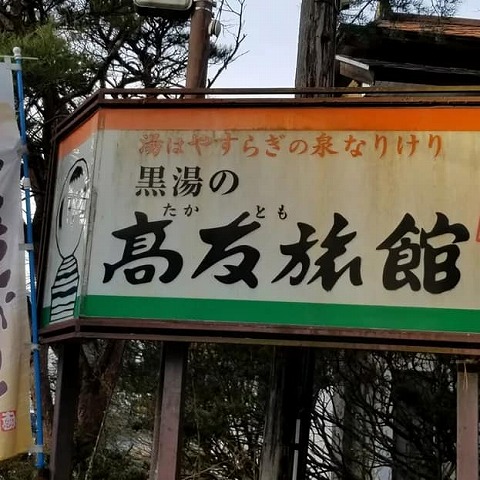 湯はやすらぎの泉なりけり
黒湯の
たか とも
髙友旅館